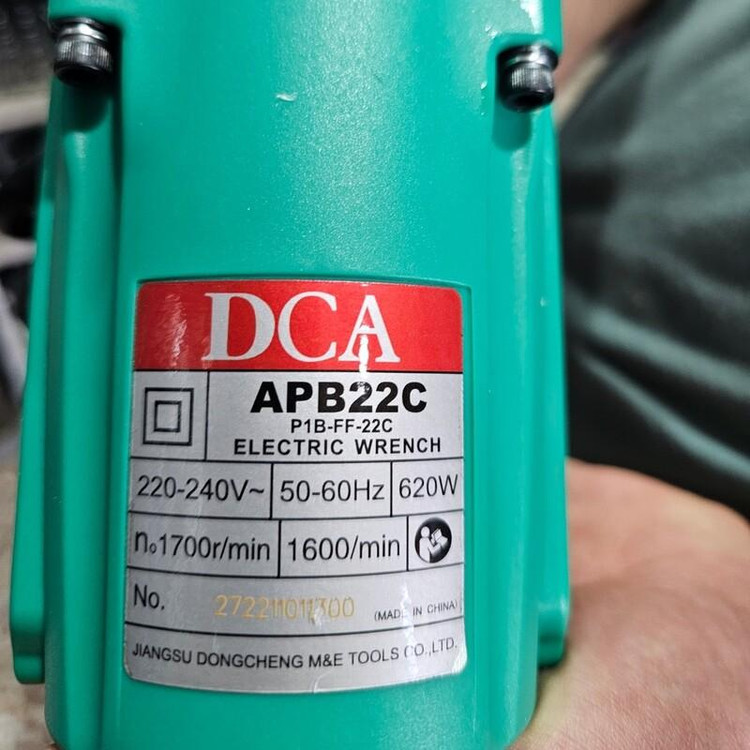 DCA
APB22C
P1B-FF-22C
ELECTRIC WRENCH
220-240V~ 50-60Hz 620W
n₀1700r/min 1600/min
No. (MADE IN CHINA)
JIANGSU DONGCHENG M&E TOOLS CO.,LTD.